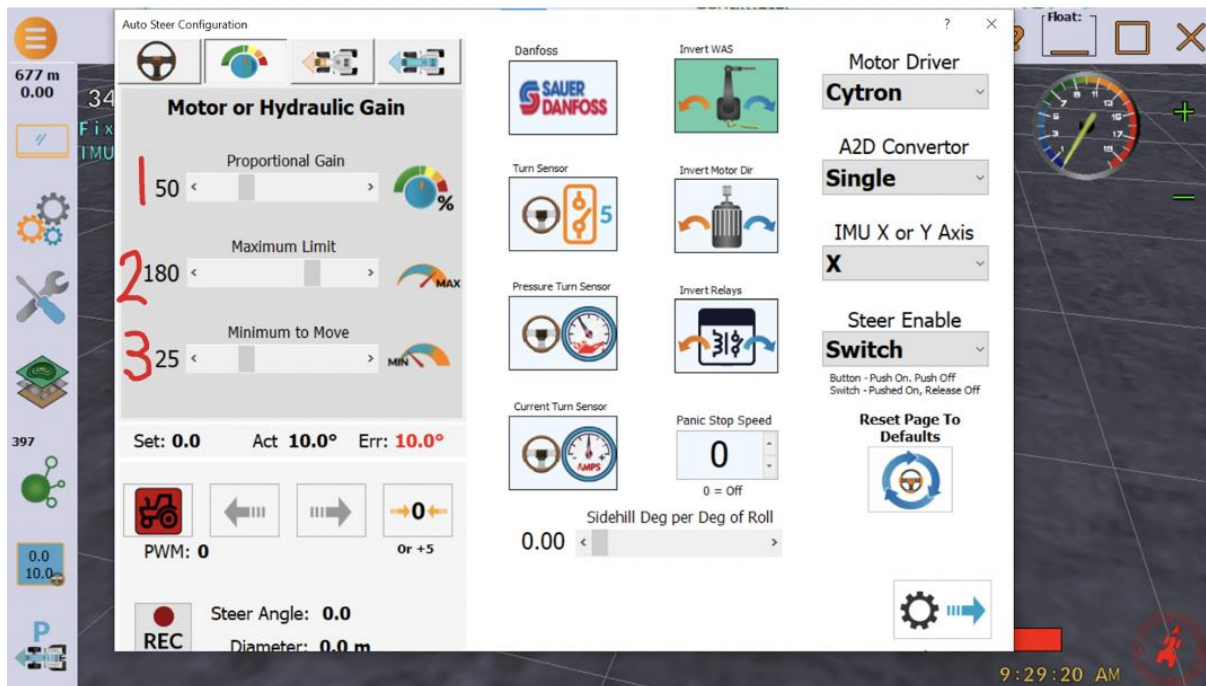 Auto Steer Configuration
?
Float:
677 m
0.00
34
Fix
IMU
Motor or Hydraulic Gain
1
Proportional Gain
50
%
2
Maximum Limit
180
MAX
3
Minimum to Move
25
MIN
Set: 0.0 Act 10.0° Err: 10.0°
→0←
PWM: 0
Or +5
REC
Steer Angle: 0.0
Diameter: 0.0 m
Danfoss
SAUER
DANFOSS
Turn Sensor
5
Pressure Turn Sensor
Current Turn Sensor
AMPS
Invert WAS
Invert Motor Dir
Invert Relays
Panic Stop Speed
0
0 = Off
Sidehill Deg per Deg of Roll
0.00
Motor Driver
Cytron
A2D Convertor
Single
IMU X or Y Axis
X
Steer Enable
Switch
Button - Push On. Push Off
Switch - Pushed On, Release Off
Reset Page To
Defaults
397
0.0
10.0
P
9:29:20 AM